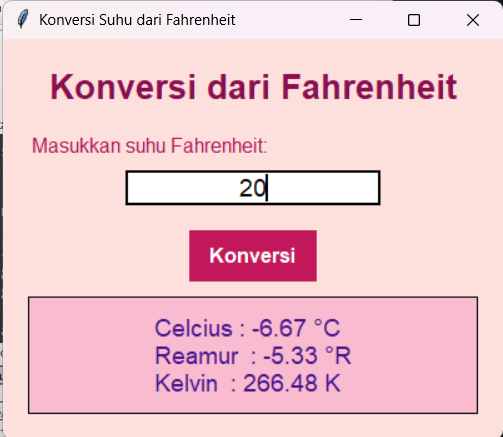 Konversi Suhu dari Fahrenheit
Konversi dari Fahrenheit
Masukkan suhu Fahrenheit:
20
Konversi
Celcius : -6.67 °C
Reamur : -5.33 °R
Kelvin : 266.48 K